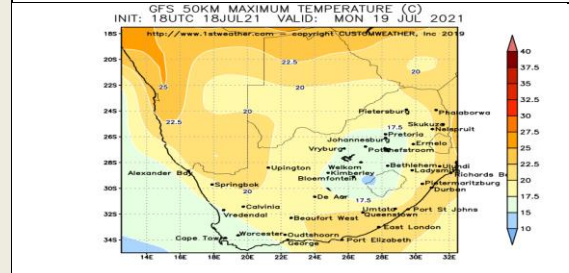 GFS 50KM MAXIMUM TEMPERATURE (C)
INIT: 18UTC 18JUL21 VALID: MON 19 JUL 2021
http://www.1stweather.com — copyright CUSTOMWEATHER, Inc 2019
18S
20S
22S
24S
26S
28S
30S
32S
34S
14E 16E 18E 20E 22E 24E 26E 28E 30E 32E
22.5
20
25
20
20
22.5
17.5
20
17.5
Pietersburg
Phalaborwa
Skukuza
Nelspruit
Pretoria
Johannesburg
Ermelo
Vryburg
Potchefstroom
Welkom
Bethlehem
Ulundi
Upington
Kimberley
Ladysmi
Bloemfontein
Richards B
Alexander Bay
Springbok
Pietermaritzburg
Durban
De Aar
Calvinia
Umtata
Port St Johns
Vredendal
Beaufort West
Queenstown
East London
Cape Town
Worcester
Oudtshoorn
George
Port Elizabeth
40
37.5
35
32.5
30
27.5
25
22.5
20
17.5
15
10